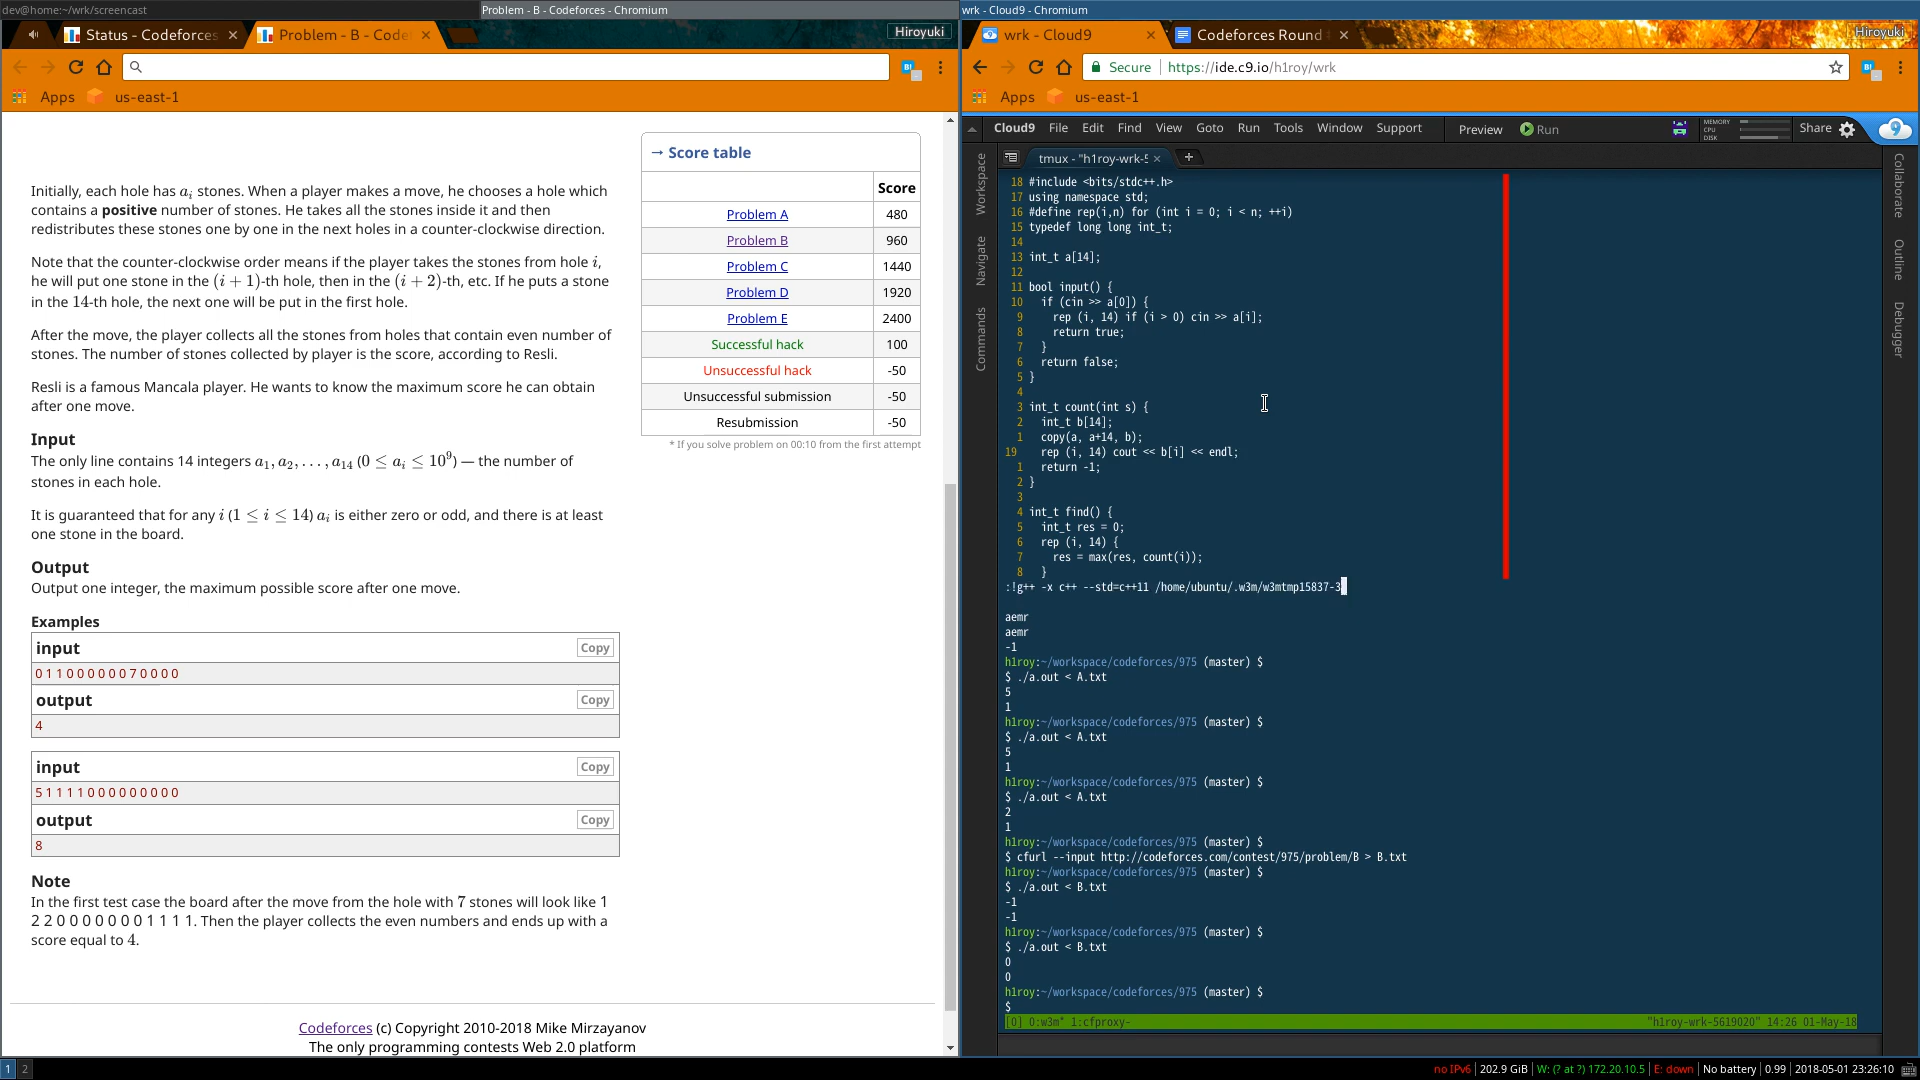 dev@home:~/wrk/screencast
Problem - B - Codeforces - Chromium
Status - Codeforces
Problem - B - Code
Hiroyuki
Apps
us-east-1
Initially, each hole has a_i stones. When a player makes a move, he chooses a hole which
contains a positive number of stones. He takes all the stones inside it and then
redistributes these stones one by one in the next holes in a counter-clockwise direction.
Note that the counter-clockwise order means if the player takes the stones from hole i,
he will put one stone in the (i + 1)-th hole, then in the (i + 2)-th, etc. If he puts a stone
in the 14-th hole, the next one will be put in the first hole.
After the move, the player collects all the stones from holes that contain even number of
stones. The number of stones collected by player is the score, according to Resli.
Resli is a famous Mancala player. He wants to know the maximum score he can obtain
after one move.
Input
The only line contains 14 integers a_1, a_2, ..., a_14 (0 ≤ a_i ≤ 10^9) — the number of
stones in each hole.
It is guaranteed that for any i (1 ≤ i ≤ 14) a_i is either zero or odd, and there is at least
one stone in the board.
Output
Output one integer, the maximum possible score after one move.
Examples
input
Copy
0 1 1 0 0 0 0 0 0 7 0 0 0 0
output
Copy
4
input
Copy
5 1 1 1 1 0 0 0 0 0 0 0 0 0
output
Copy
8
Note
In the first test case the board after the move from the hole with 7 stones will look like 1
2 2 0 0 0 0 0 0 0 1 1 1 1. Then the player collects the even numbers and ends up with a
score equal to 4.
→ Score table
Score
Problem A 480
Problem B 960
Problem C 1440
Problem D 1920
Problem E 2400
Successful hack 100
Unsuccessful hack -50
Unsuccessful submission -50
Resubmission -50
* If you solve problem on 00:10 from the first attempt
Codeforces (c) Copyright 2010-2018 Mike Mirzayanov
The only programming contests Web 2.0 platform
wrk - Cloud9 - Chromium
wrk - Cloud9
Codeforces Round
Hiroyuki
Secure
https://ide.c9.io/h1roy/wrk
Apps
us-east-1
Cloud9 File Edit Find View Goto Run Tools Window Support
Preview
Run
MEMORY
CPU
DISK
Share
Workspace
Navigate
Commands
Collaborate
Outline
Debugger
tmux - "h1roy-wrk-5
18 #include <bits/stdc++.h>
17 using namespace std;
16 #define rep(i,n) for (int i = 0; i < n; ++i)
15 typedef long long int_t;
14
13 int_t a[14];
12
11 bool input() {
10 if (cin >> a[0]) {
9 rep (i, 14) if (i > 0) cin >> a[i];
8 return true;
7 }
6 return false;
5 }
4
3 int_t count(int s) {
2 int_t b[14];
1 copy(a, a+14, b);
19 rep (i, 14) cout << b[i] << endl;
1 return -1;
2 }
3
4 int_t find() {
5 int_t res = 0;
6 rep (i, 14) {
7 res = max(res, count(i));
8 }
:!g++ -x c++ --std=c++11 /home/ubuntu/.w3m/w3mtmp15837-3
aemr
aemr
-1
h1roy:~/workspace/codeforces/975 (master) $
$ ./a.out < A.txt
5
1
h1roy:~/workspace/codeforces/975 (master) $
$ ./a.out < A.txt
5
1
h1roy:~/workspace/codeforces/975 (master) $
$ ./a.out < A.txt
2
1
h1roy:~/workspace/codeforces/975 (master) $
$ cfurl --input http://codeforces.com/contest/975/problem/B > B.txt
h1roy:~/workspace/codeforces/975 (master) $
$ ./a.out < B.txt
-1
-1
h1roy:~/workspace/codeforces/975 (master) $
$ ./a.out < B.txt
0
0
h1roy:~/workspace/codeforces/975 (master) $
$
[0] 0:w3m* 1:cfproxy- "h1roy-wrk-5619020" 14:26 01-May-18
1 2
no IPv6 | 202.9 GiB | W: (? at ?) 172.20.10.5 | E: down | No battery | 0.99 | 2018-05-01 23:26:10